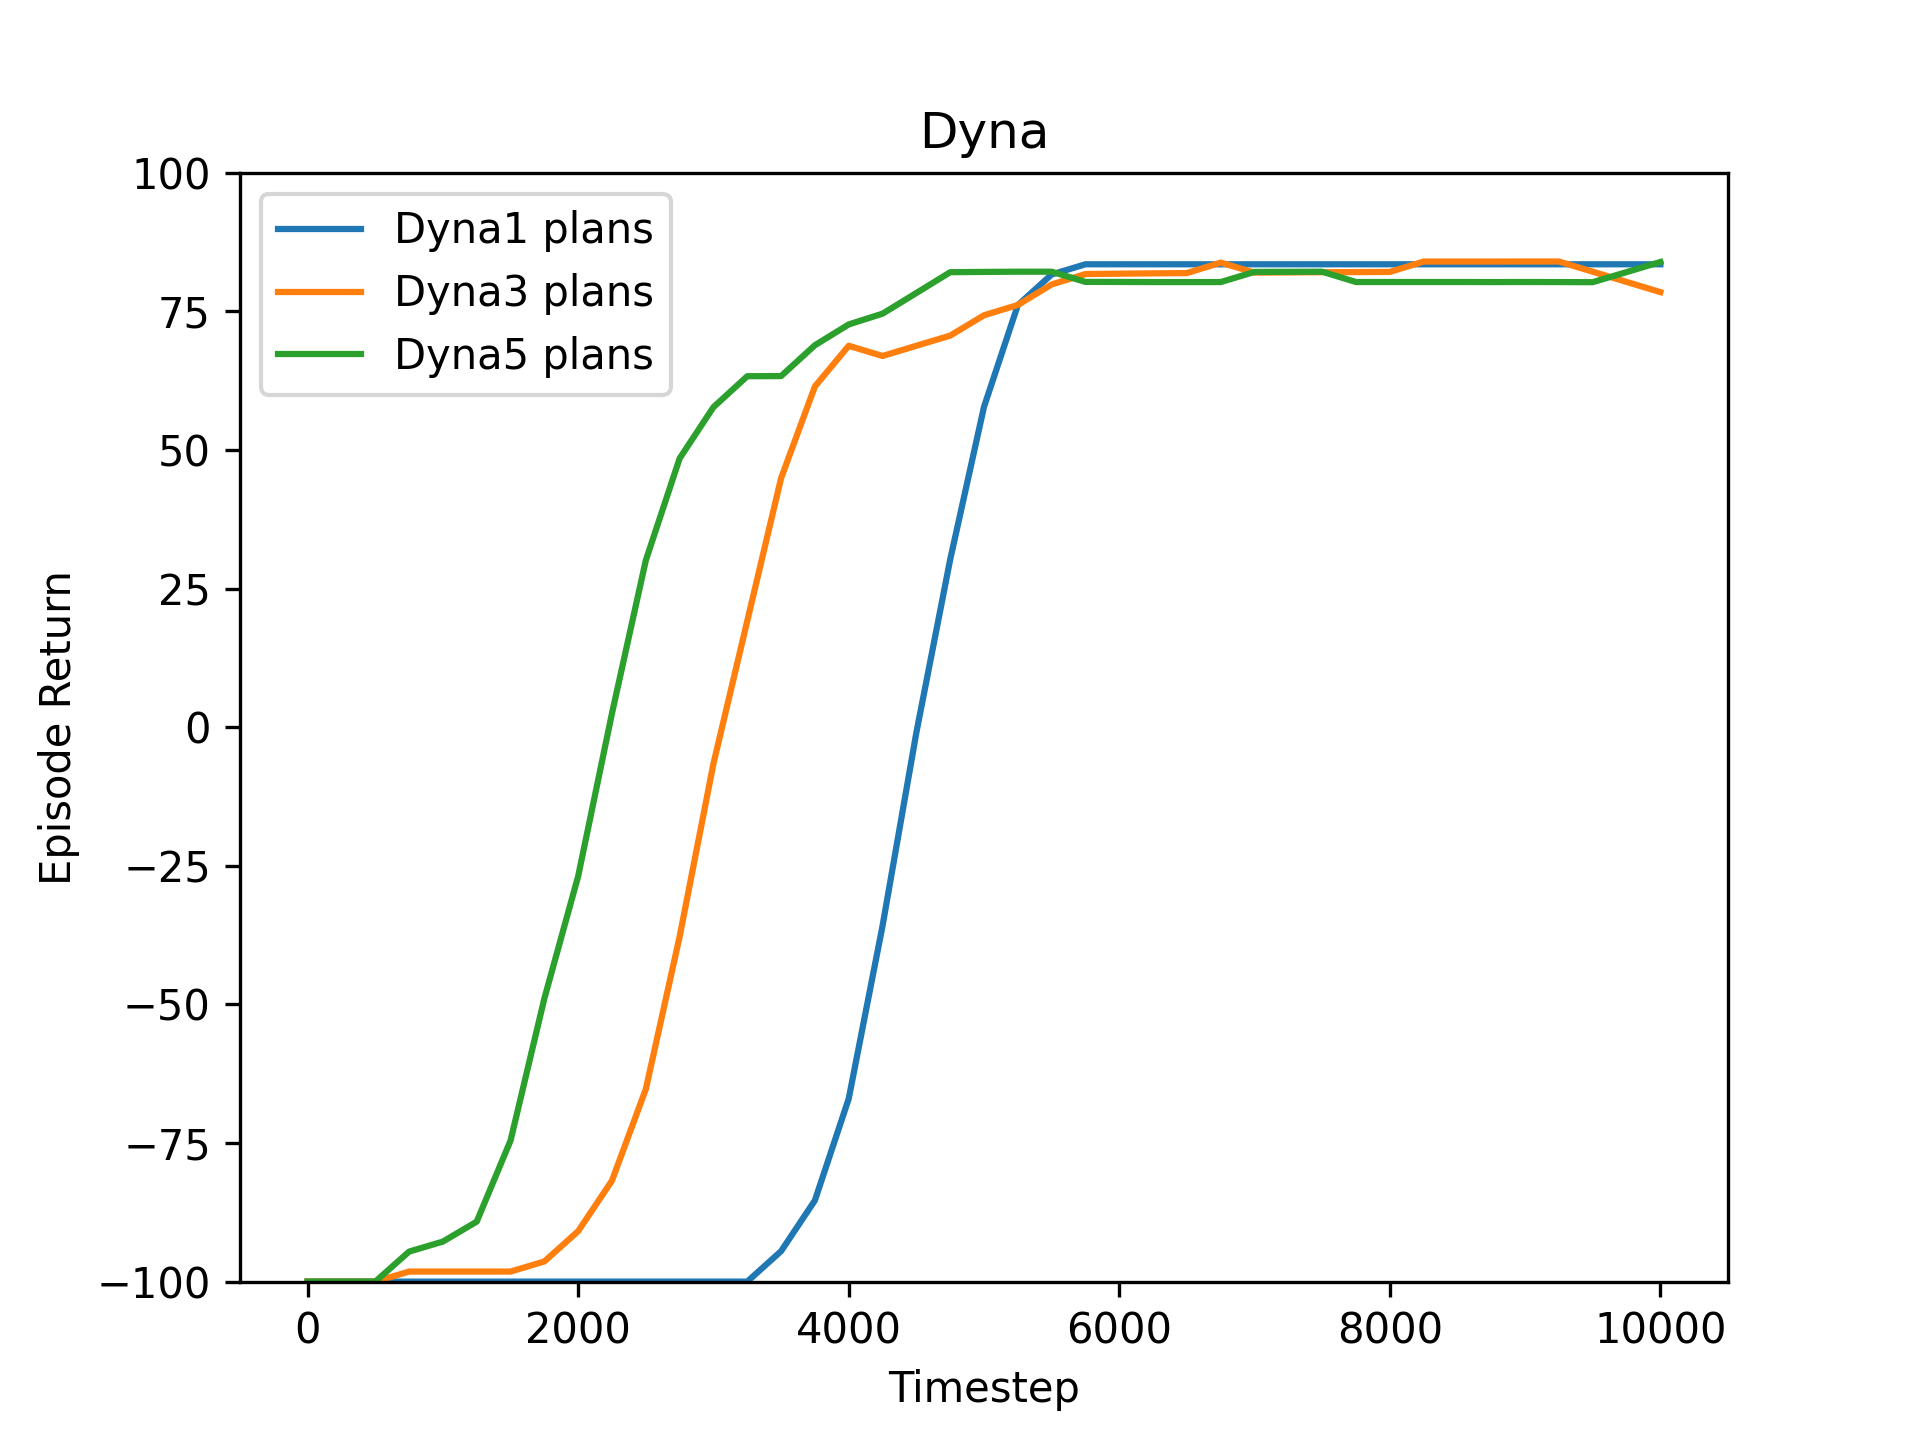 Dyna
100
75
50
25
0
−25
−50
−75
−100
Episode Return
Dyna1 plans
Dyna3 plans
Dyna5 plans
0 2000 4000 6000 8000 10000
Timestep